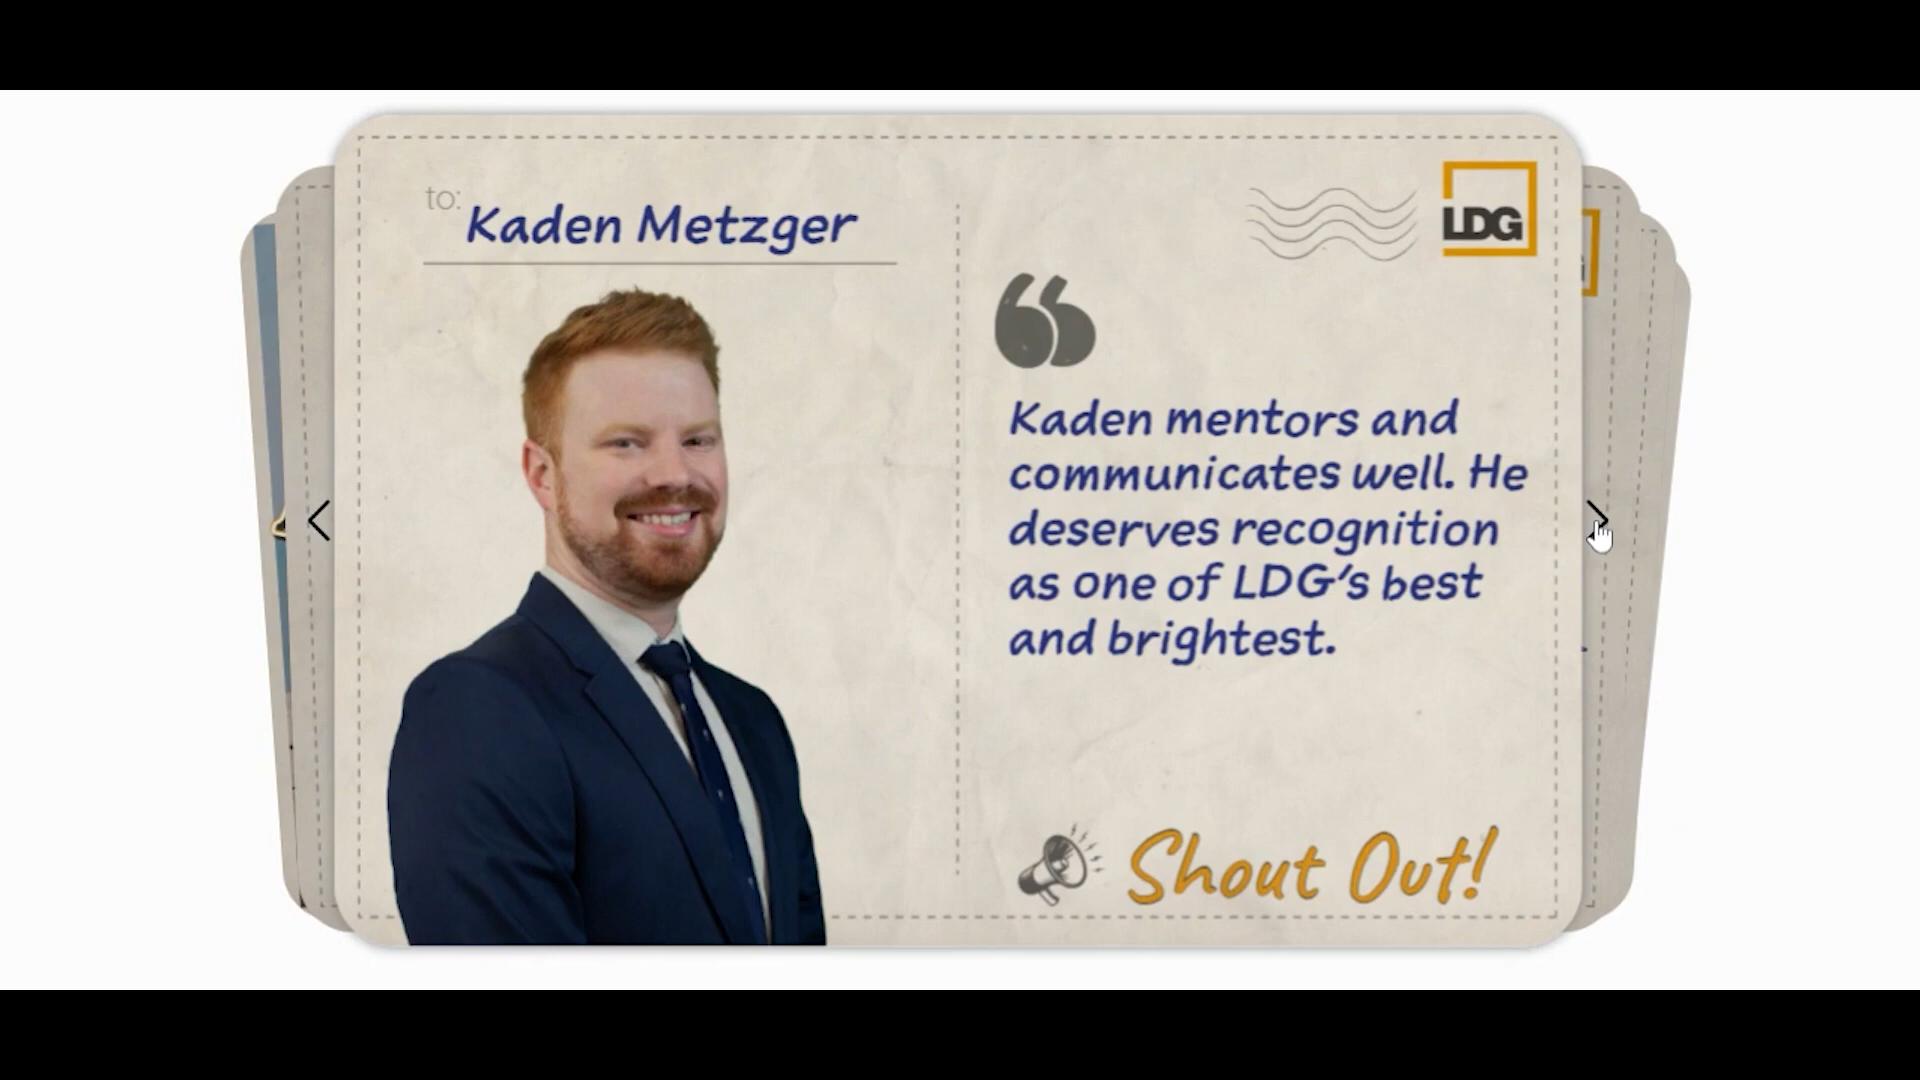 to:
Kaden Metzger
LDG
Kaden mentors and
communicates well. He
deserves recognition
as one of LDG's best
and brightest.
Shout Out!